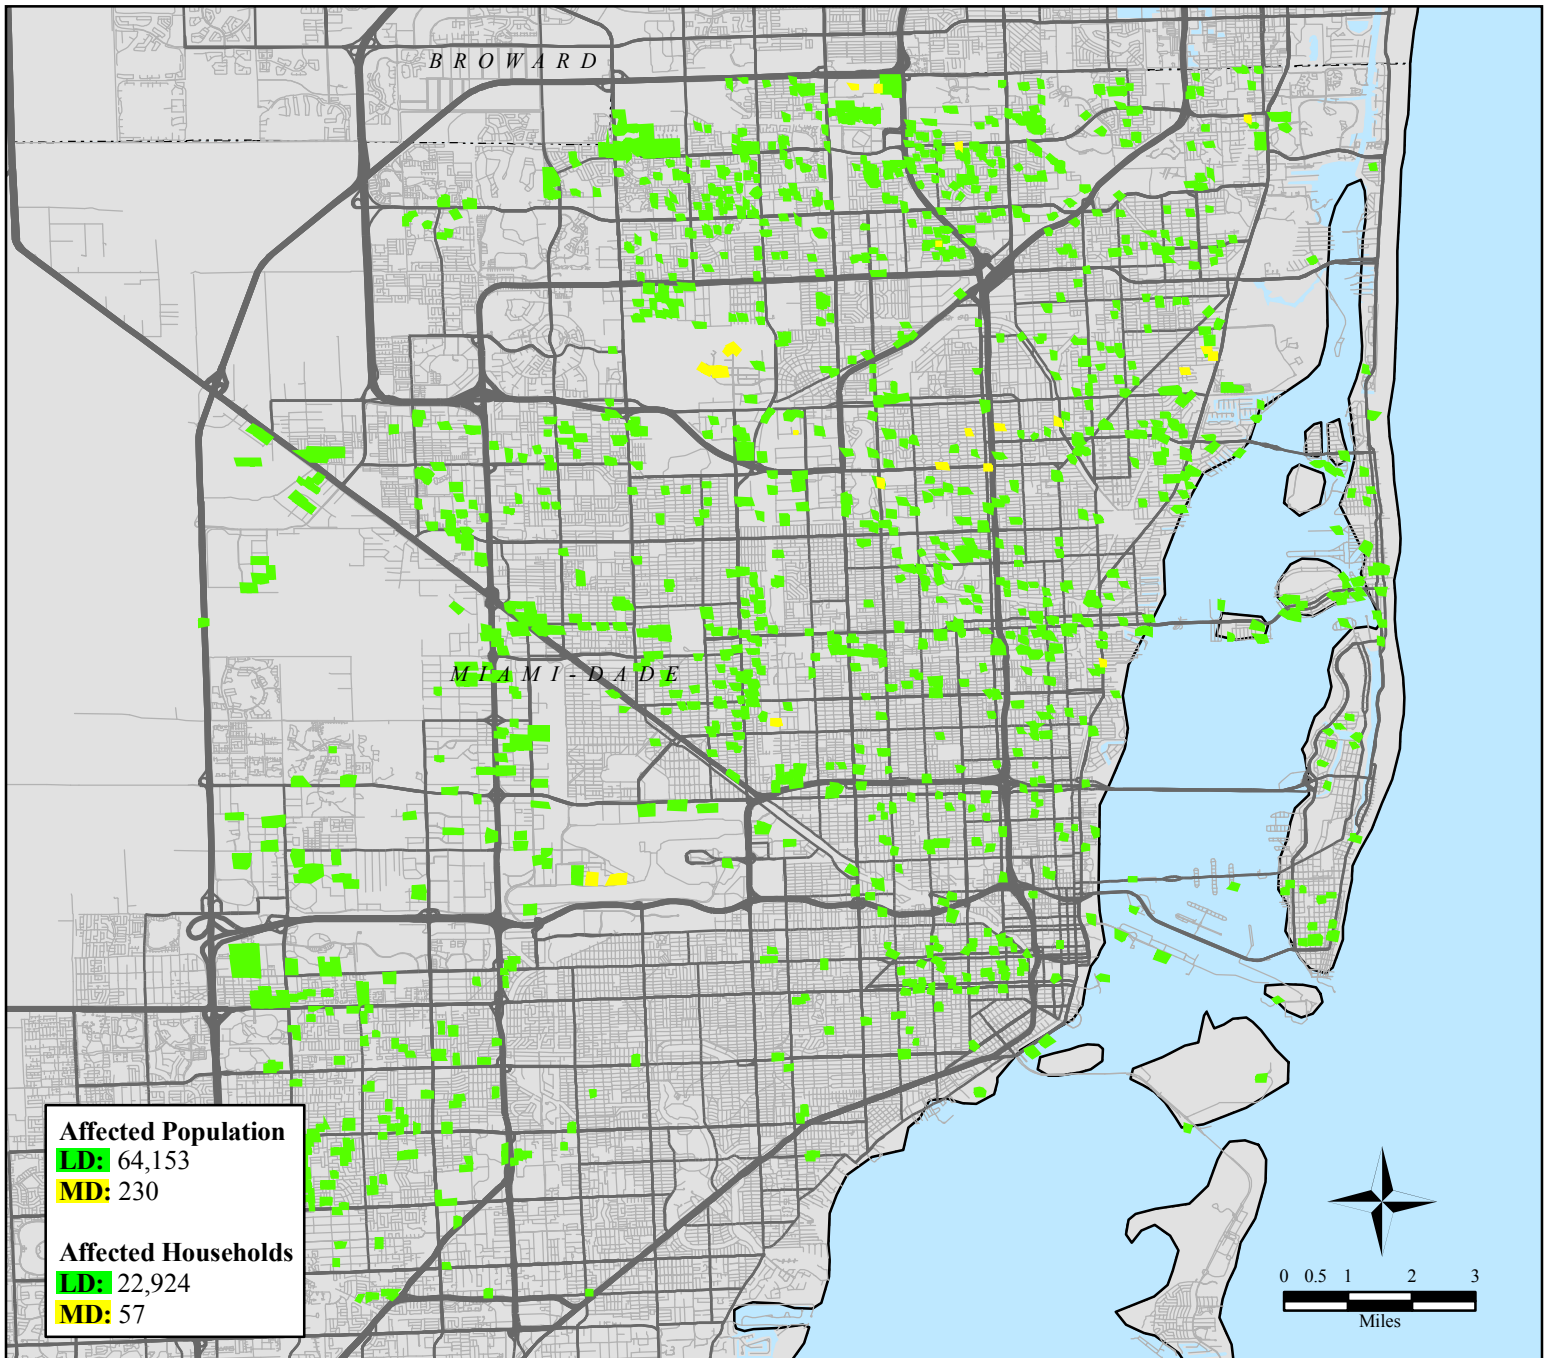 BROWARD
MIAMI-DADE
Affected Population
LD: 64,153
MD: 230
Affected Households
LD: 22,924
MD: 57
0 0.5 1 2 3
Miles